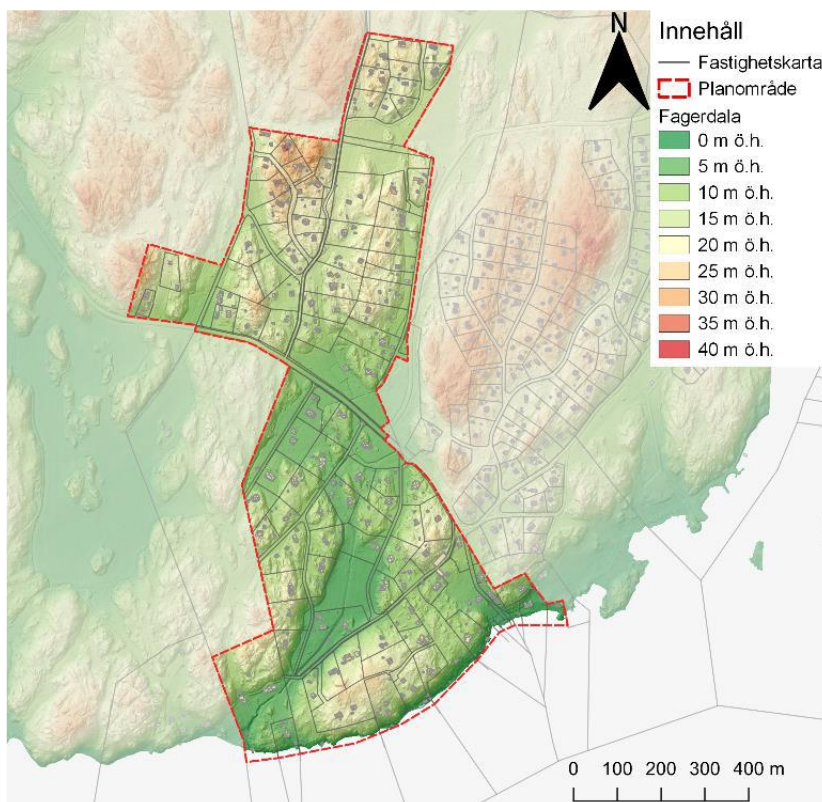 N
Innehåll
Fastighetskarta
Planområde
Fagerdala
0 m ö.h.
5 m ö.h.
10 m ö.h.
15 m ö.h.
20 m ö.h.
25 m ö.h.
30 m ö.h.
35 m ö.h.
40 m ö.h.
0 100 200 300 400 m